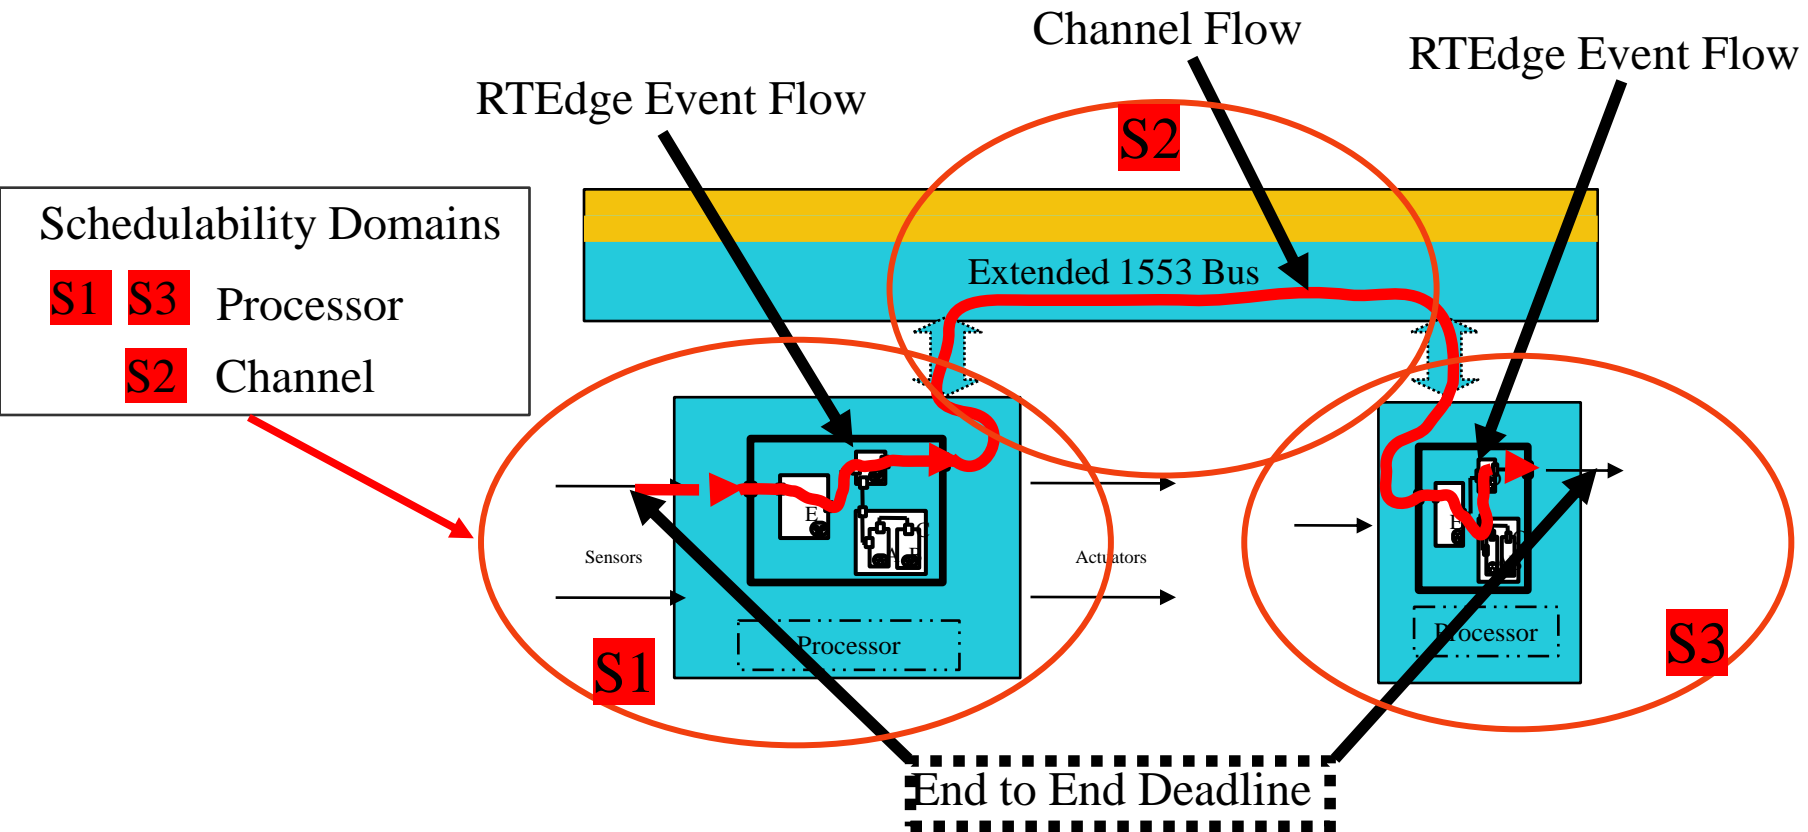 Channel Flow
RTEdge Event Flow
RTEdge Event Flow
S2
Schedulability Domains
S1 S3 Processor
S2 Channel
Extended 1553 Bus
E
C
Sensors
Actuators
Processor
Processor
S1
S3
End to End Deadline